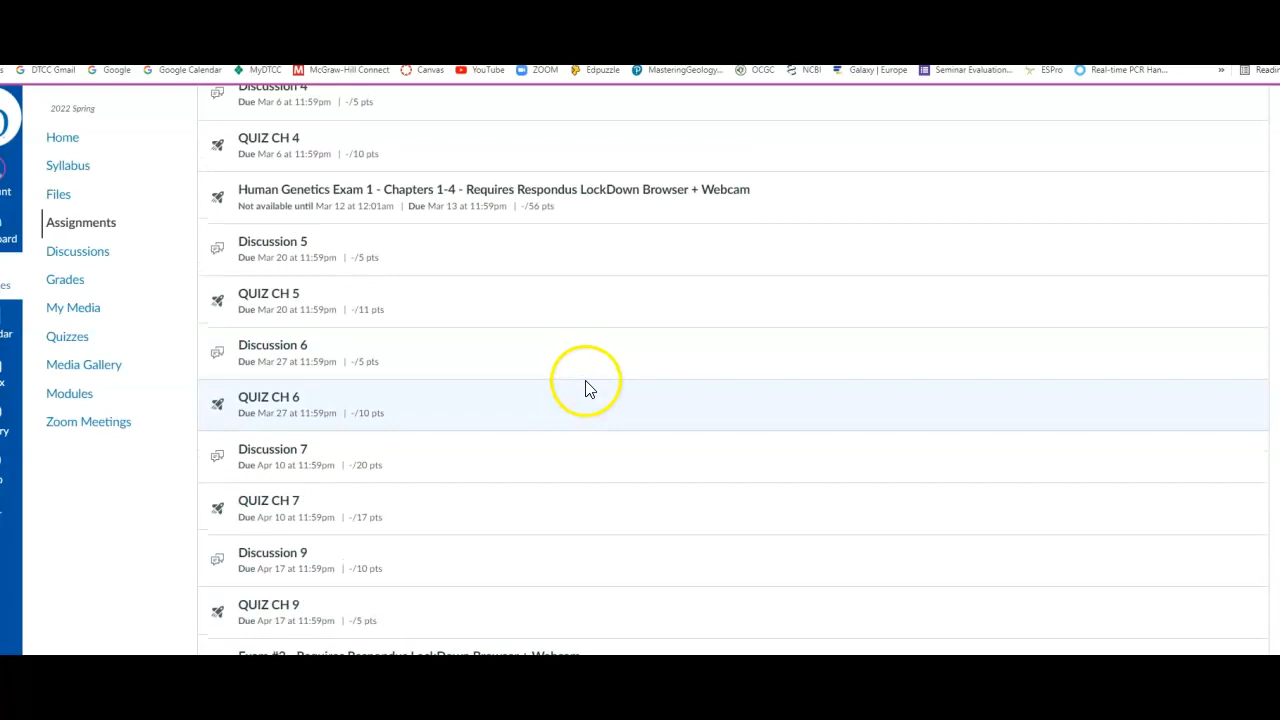 DTCC Gmail
Google
Google Calendar
MyDTCC
McGraw-Hill Connect
Canvas
YouTube
ZOOM
Edpuzzle
MasteringGeology...
OCGC
NCBI
Galaxy | Europe
Seminar Evaluation...
ESPro
Real-time PCR Han...
»
2022 Spring
Home
Syllabus
Files
Assignments
Discussions
Grades
My Media
Quizzes
Media Gallery
Modules
Zoom Meetings
Discussion 4
Due Mar 6 at 11:59pm | -/5 pts
QUIZ CH 4
Due Mar 6 at 11:59pm | -/10 pts
Human Genetics Exam 1 - Chapters 1-4 - Requires Respondus LockDown Browser + Webcam
Not available until Mar 12 at 12:01am | Due Mar 13 at 11:59pm | -/56 pts
Discussion 5
Due Mar 20 at 11:59pm | -/5 pts
QUIZ CH 5
Due Mar 20 at 11:59pm | -/11 pts
Discussion 6
Due Mar 27 at 11:59pm | -/5 pts
QUIZ CH 6
Due Mar 27 at 11:59pm | -/10 pts
Discussion 7
Due Apr 10 at 11:59pm | -/20 pts
QUIZ CH 7
Due Apr 10 at 11:59pm | -/17 pts
Discussion 9
Due Apr 17 at 11:59pm | -/10 pts
QUIZ CH 9
Due Apr 17 at 11:59pm | -/5 pts
Exam #2 - Requires Respondus LockDown Browser + Webcam